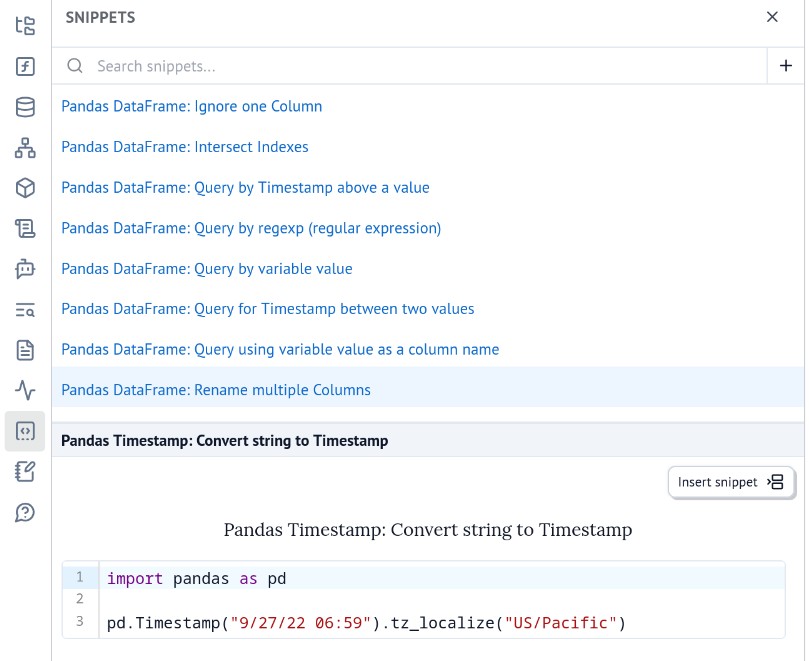 SNIPPETS
Search snippets...
Pandas DataFrame: Ignore one Column
Pandas DataFrame: Intersect Indexes
Pandas DataFrame: Query by Timestamp above a value
Pandas DataFrame: Query by regexp (regular expression)
Pandas DataFrame: Query by variable value
Pandas DataFrame: Query for Timestamp between two values
Pandas DataFrame: Query using variable value as a column name
Pandas DataFrame: Rename multiple Columns
Pandas Timestamp: Convert string to Timestamp
Insert snippet
Pandas Timestamp: Convert string to Timestamp
1 import pandas as pd
2
3 pd.Timestamp("9/27/22 06:59").tz_localize("US/Pacific")